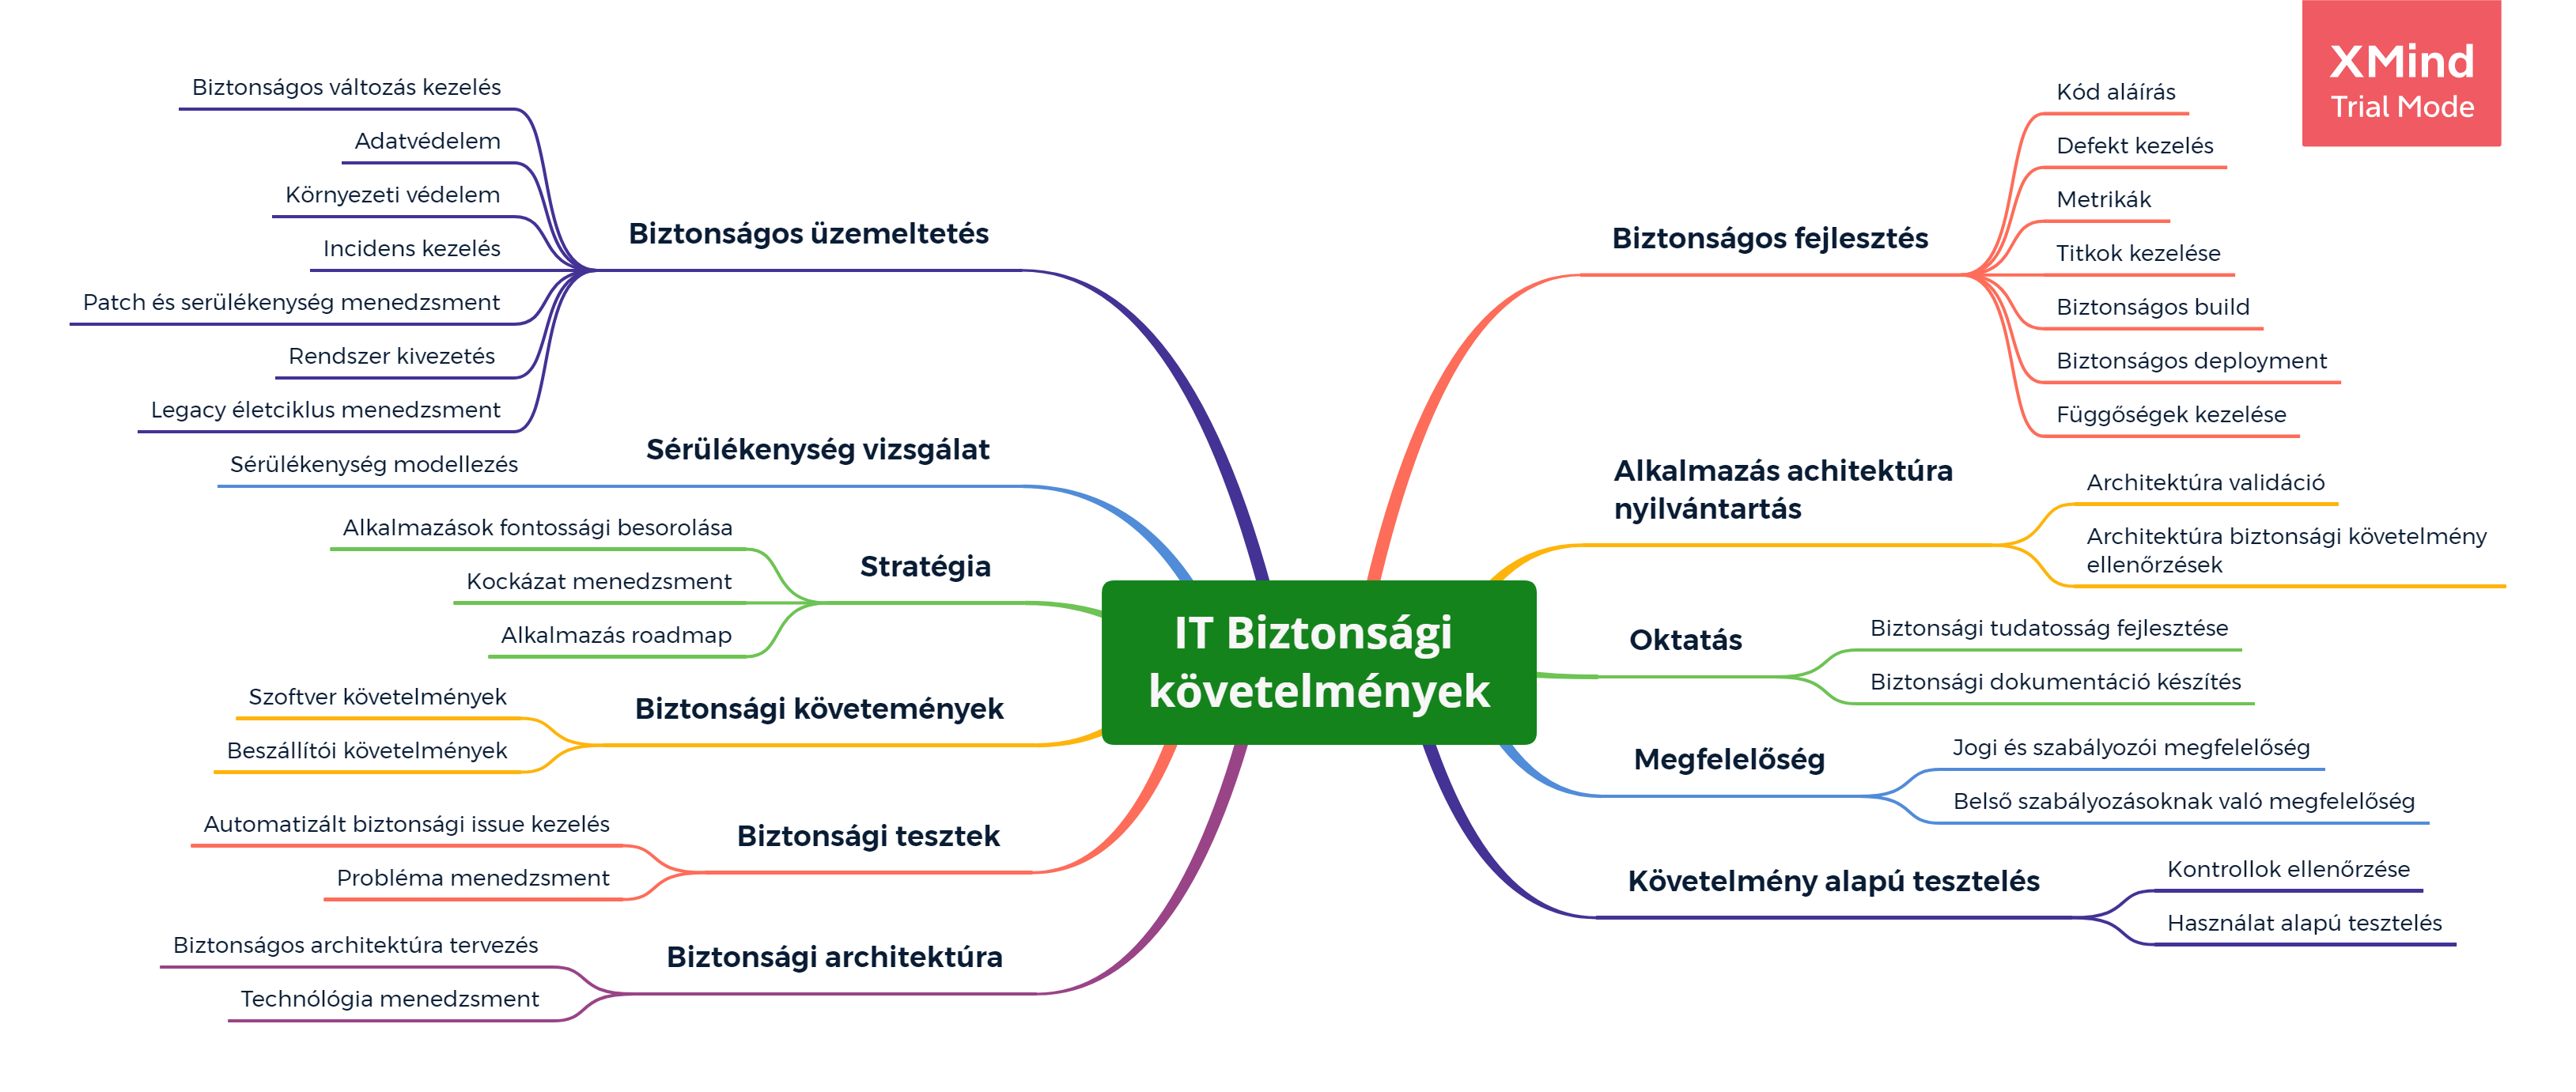 XMind
Trial Mode
IT Biztonsági
követelmények
Biztonságos fejlesztés
Kód aláírás
Defekt kezelés
Metrikák
Titkok kezelése
Biztonságos build
Biztonságos deployment
Függőségek kezelése
Alkalmazás achitektúra
nyilvántartás
Architektúra validáció
Architektúra biztonsági követelmény
ellenőrzések
Oktatás
Biztonsági tudatosság fejlesztése
Biztonsági dokumentáció készítés
Megfelelőség
Jogi és szabályozói megfelelőség
Belső szabályozásoknak való megfelelőség
Követelmény alapú tesztelés
Kontrollok ellenőrzése
Használat alapú tesztelés
Biztonságos üzemeltetés
Biztonságos változás kezelés
Adatvédelem
Környezeti védelem
Incidens kezelés
Patch és serülékenység menedzsment
Rendszer kivezetés
Legacy életciklus menedzsment
Sérülékenység vizsgálat
Sérülékenység modellezés
Stratégia
Alkalmazások fontossági besorolása
Kockázat menedzsment
Alkalmazás roadmap
Biztonsági követemények
Szoftver követelmények
Beszállítói követelmények
Biztonsági tesztek
Automatizált biztonsági issue kezelés
Probléma menedzsment
Biztonsági architektúra
Biztonságos architektúra tervezés
Technólógia menedzsment